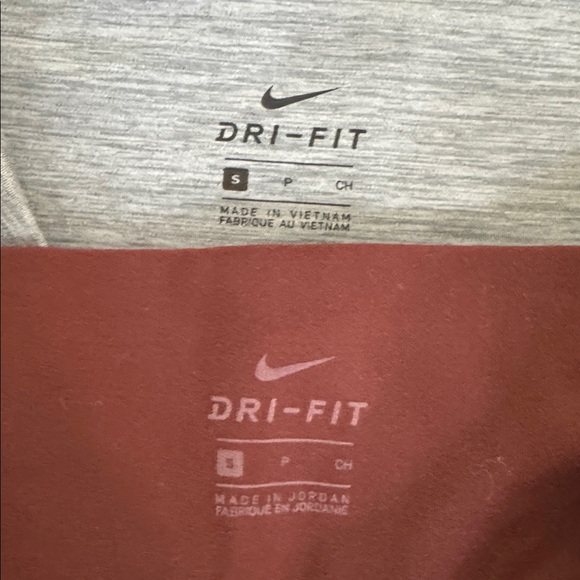 DRI-FIT
S P CH
MADE IN VIETNAM
FABRIQUE AU VIETNAM
DRI-FIT
S P CH
MADE IN JORDAN
FABRIQUE EN JORDANIE